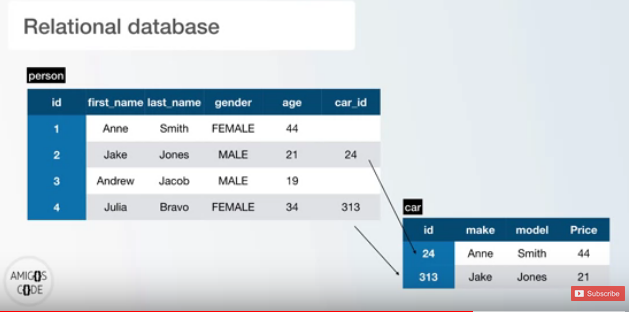 Relational database
person
id first_name last_name gender age car_id
1 Anne Smith FEMALE 44
2 Jake Jones MALE 21 24
3 Andrew Jacob MALE 19
4 Julia Bravo FEMALE 34 313
car
id make model Price
24 Anne Smith 44
313 Jake Jones 21
AMIGOS
C0DE
Subscribe